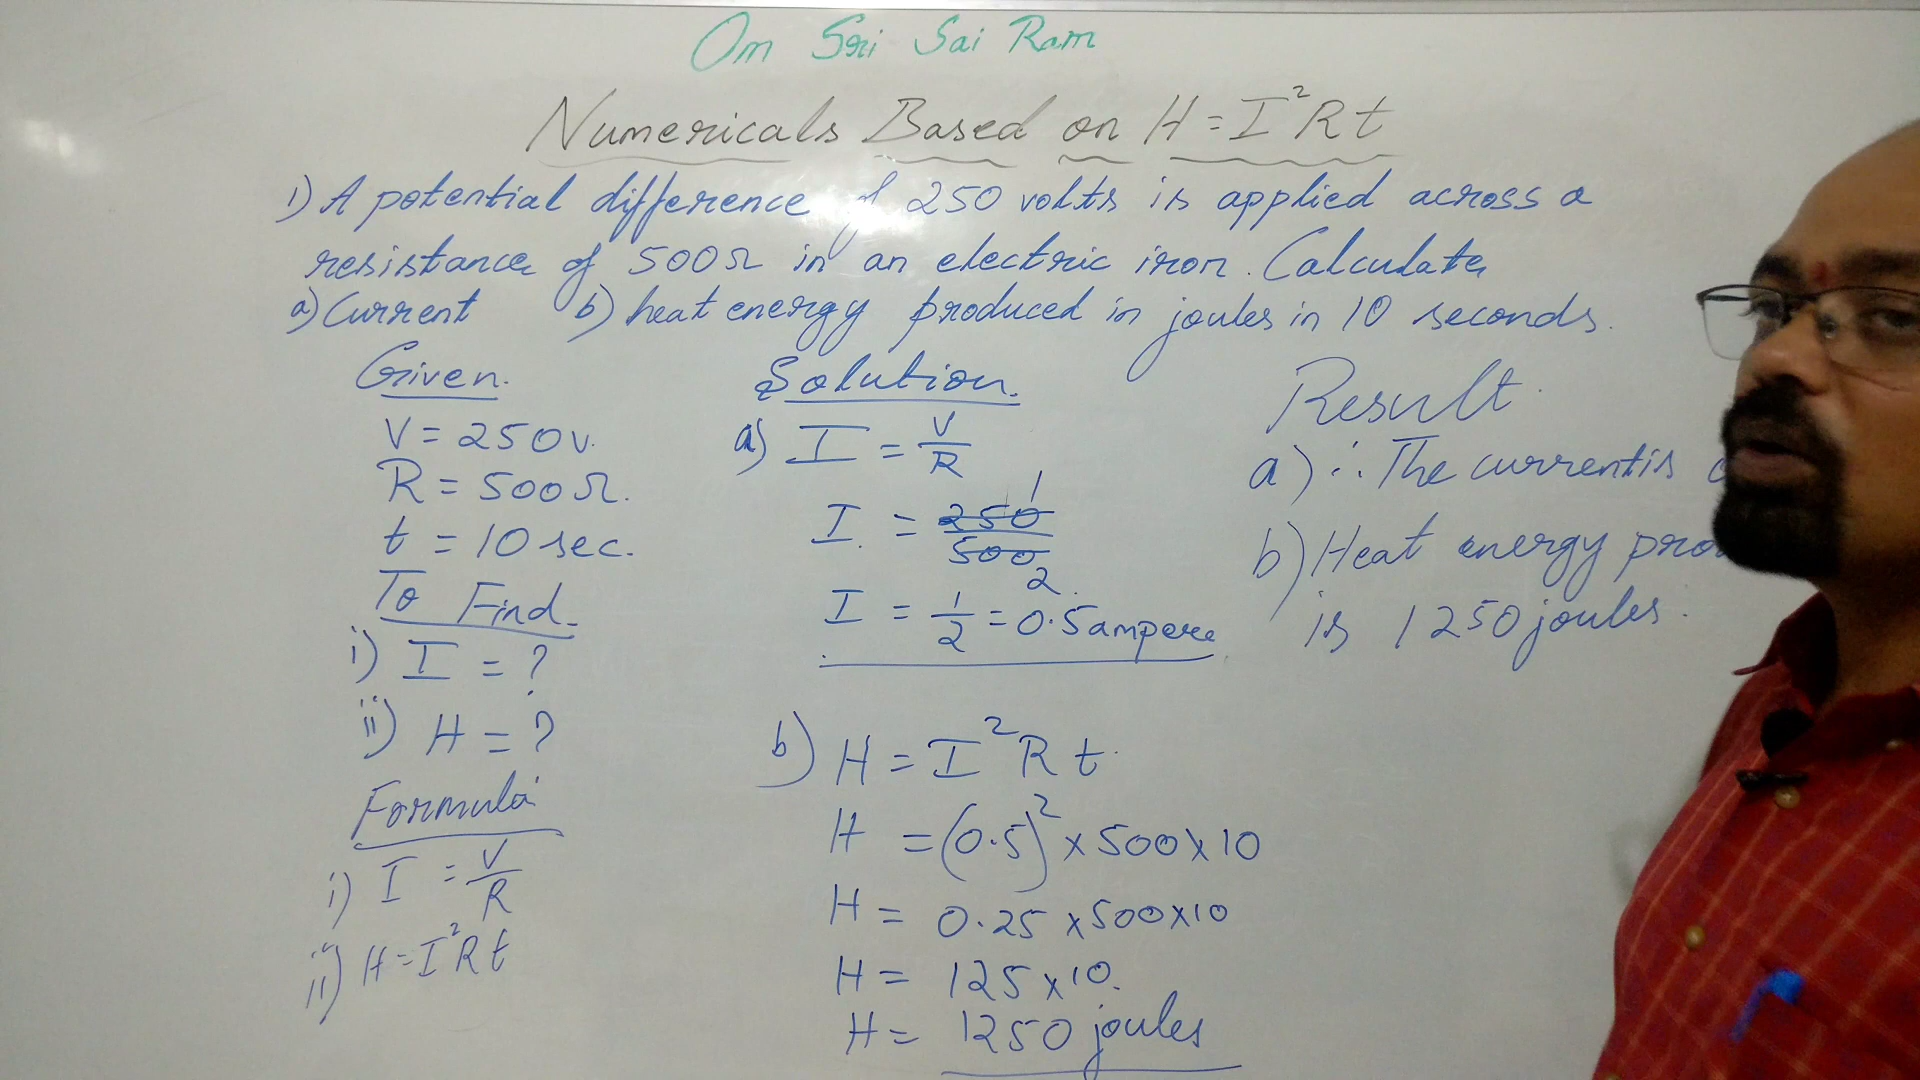 Om Sri Sai Ram
Numericals Based on H = I²Rt
1) A potential difference of 250 volts is applied across a
resistance of 500Ω in an electric iron. Calculate
a) Current b) heat energy produced in joules in 10 seconds.
Given.
V = 250v.
R = 500Ω.
t = 10 sec.
To Find
i) I = ?
ii) H = ?
Formula
i) I = V/R
ii) H = I²Rt
Solution.
a) I = V/R
I = 250/500 1 2
I = 1/2 = 0.5 ampere
b) H = I²Rt
H = (0.5)² x 500 x 10
H = 0.25 x 500 x 10
H = 125 x 10.
H = 1250 joules
Result
a) ∴ The current is
b) Heat energy
is 1250 joules.